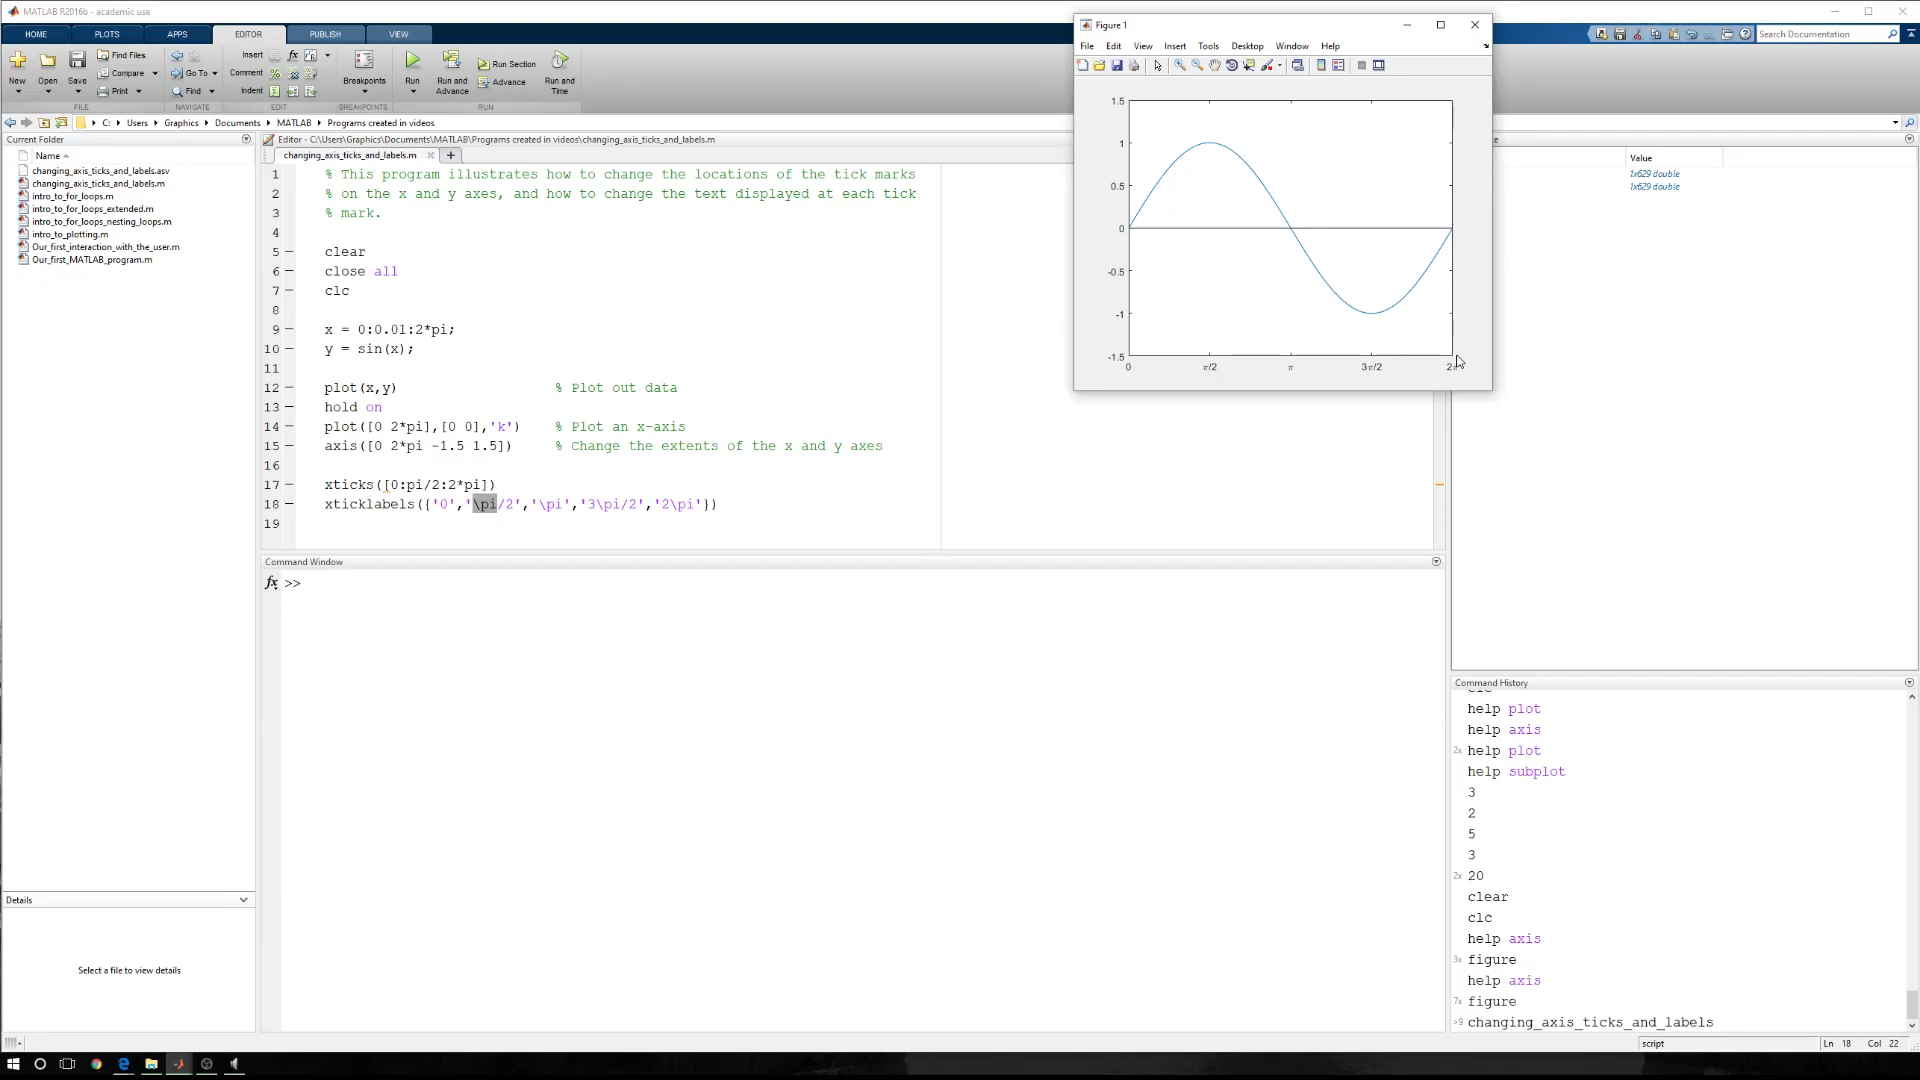 MATLAB R2016b - academic use
HOME PLOTS APPS EDITOR PUBLISH VIEW
Search Documentation
New Open Save Find Files Compare Print
Go To Find
Insert Comment Indent fx
Breakpoints Run Run and Advance Run Section Advance Run and Time
FILE NAVIGATE EDIT BREAKPOINTS RUN
C: Users Graphics Documents MATLAB Programs created in videos
Current Folder
Name
changing_axis_ticks_and_labels.asv
changing_axis_ticks_and_labels.m
intro_to_for_loops.m
intro_to_for_loops_extended.m
intro_to_for_loops_nesting_loops.m
intro_to_plotting.m
Our_first_interaction_with_the_user.m
Our_first_MATLAB_program.m
Details
Select a file to view details
Editor - C:\Users\Graphics\Documents\MATLAB\Programs created in videos\changing_axis_ticks_and_labels.m
changing_axis_ticks_and_labels.m
1 % This program illustrates how to change the locations of the tick marks
2 % on the x and y axes, and how to change the text displayed at each tick
3 % mark.
4
5 clear
6 close all
7 clc
8
9 x = 0:0.01:2*pi;
10 y = sin(x);
11
12 plot(x,y) % Plot out data
13 hold on
14 plot([0 2*pi],[0 0],'k') % Plot an x-axis
15 axis([0 2*pi -1.5 1.5]) % Change the extents of the x and y axes
16
17 xticks([0:pi/2:2*pi])
18 xticklabels({'0','\pi/2','\pi','3\pi/2','2\pi'})
19
Command Window
fx >>
Figure 1
File Edit View Insert Tools Desktop Window Help
1.5
1
0.5
0
-0.5
-1
-1.5
0 π/2 π 3π/2 2π
Value
1x629 double
1x629 double
Command History
help plot
help axis
2x help plot
help subplot
3
2
5
3
2x 20
clear
clc
help axis
3x figure
help axis
7x figure
>9 changing_axis_ticks_and_labels
script Ln 18 Col 22